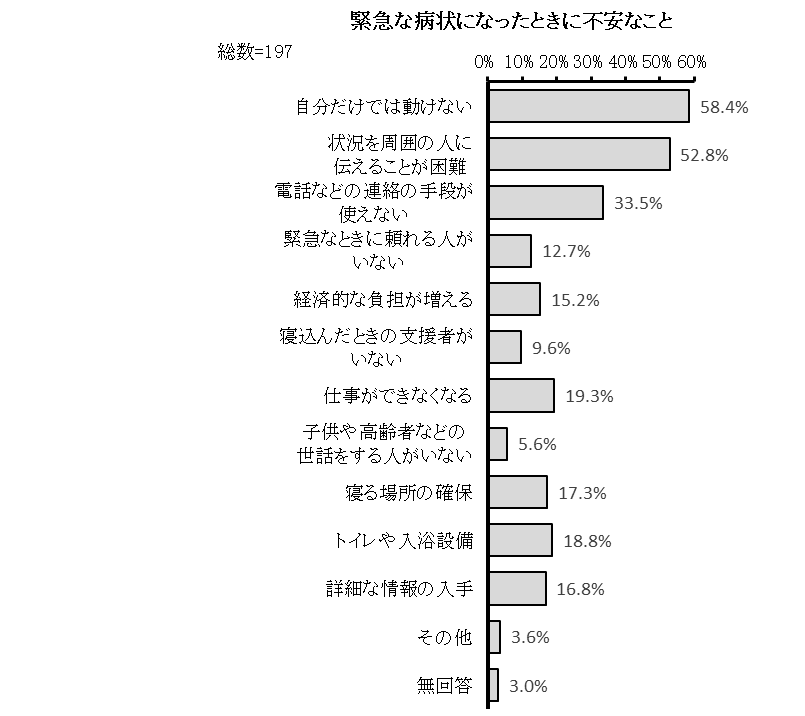 緊急な病状になったときに不安なこと
総数=197
0% 10% 20% 30% 40% 50% 60%
自分だけでは動けない 58.4%
状況を周囲の人に
伝えることが困難 52.8%
電話などの連絡の手段が
使えない 33.5%
緊急なときに頼れる人が
いない 12.7%
経済的な負担が増える 15.2%
寝込んだときの支援者が
いない 9.6%
仕事ができなくなる 19.3%
子供や高齢者などの
世話をする人がいない 5.6%
寝る場所の確保 17.3%
トイレや入浴設備 18.8%
詳細な情報の入手 16.8%
その他 3.6%
無回答 3.0%